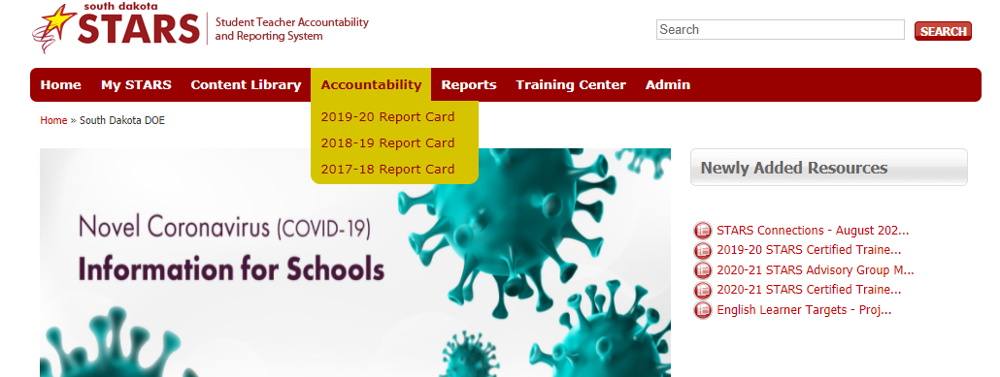 south dakota
STARS
Student Teacher Accountability
and Reporting System
Search
SEARCH
Home My STARS Content Library Accountability Reports Training Center Admin
2019-20 Report Card
2018-19 Report Card
2017-18 Report Card
Home » South Dakota DOE
Novel Coronavirus (COVID-19)
Information for Schools
Newly Added Resources
STARS Connections - August 202...
2019-20 STARS Certified Traine...
2020-21 STARS Advisory Group M...
2020-21 STARS Certified Traine...
English Learner Targets - Proj...